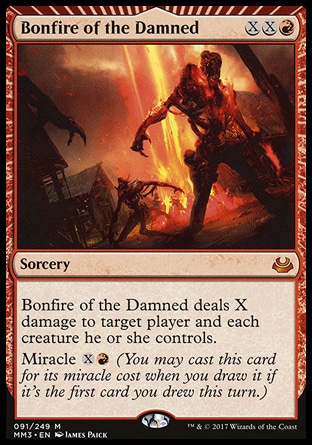 Bonfire of the Damned XXR
Sorcery
Bonfire of the Damned deals X
damage to target player and each
creature he or she controls.
Miracle XR (You may cast this card
for its miracle cost when you draw it if
it's the first card you drew this turn.)
091/249 M
MM3 • EN James Paick ™ & © 2017 Wizards of the Coast